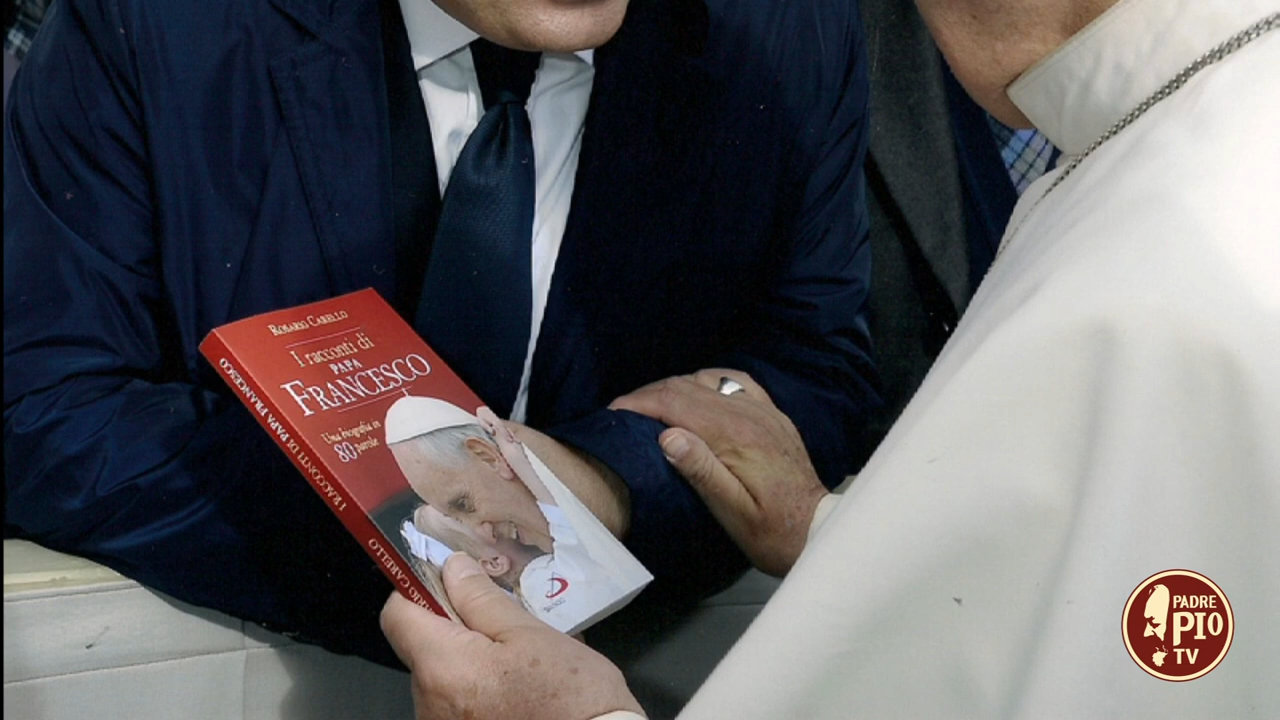 ROSARIO CARELLO
I racconti di
PAPA
FRANCESCO
Una biografia in
80 parole
I RACCONTI DI PAPA FRANCESCO
CARELLO
PADRE
PIO
TV